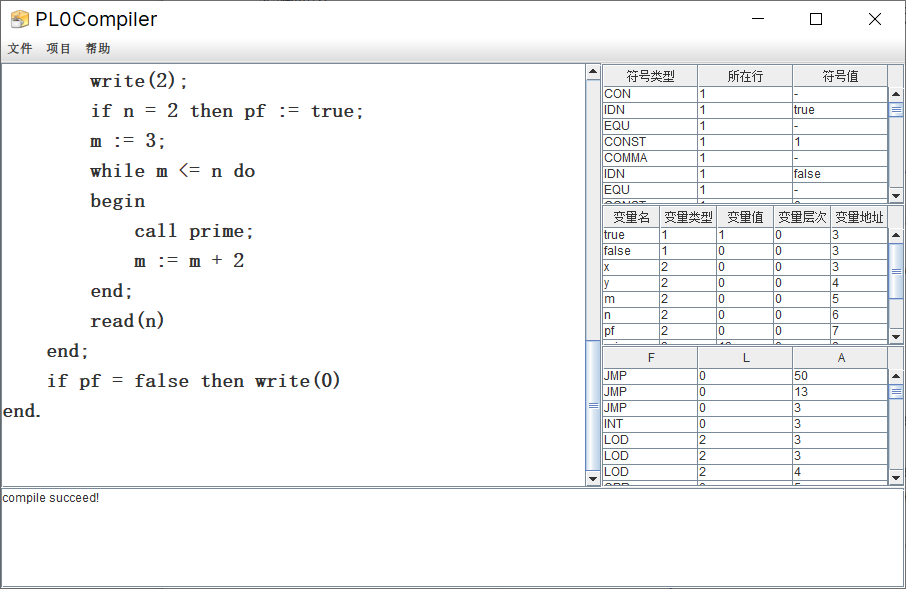 PL0Compiler
文件 项目 帮助
write(2);
if n = 2 then pf := true;
m := 3;
while m <= n do
begin
call prime;
m := m + 2
end;
read(n)
end;
if pf = false then write(0)
end.
符号类型 所在行 符号值
CON 1 -
IDN 1 true
EQU 1 -
CONST 1 1
COMMA 1 -
IDN 1 false
EQU 1 -
变量名 变量类型 变量值 变量层次 变量地址
true 1 1 0 3
false 1 0 0 3
x 2 0 0 3
y 2 0 0 4
m 2 0 0 5
n 2 0 0 6
pf 2 0 0 7
F L A
JMP 0 50
JMP 0 13
JMP 0 3
INT 0 3
LOD 2 3
LOD 2 3
LOD 2 4
compile succeed!